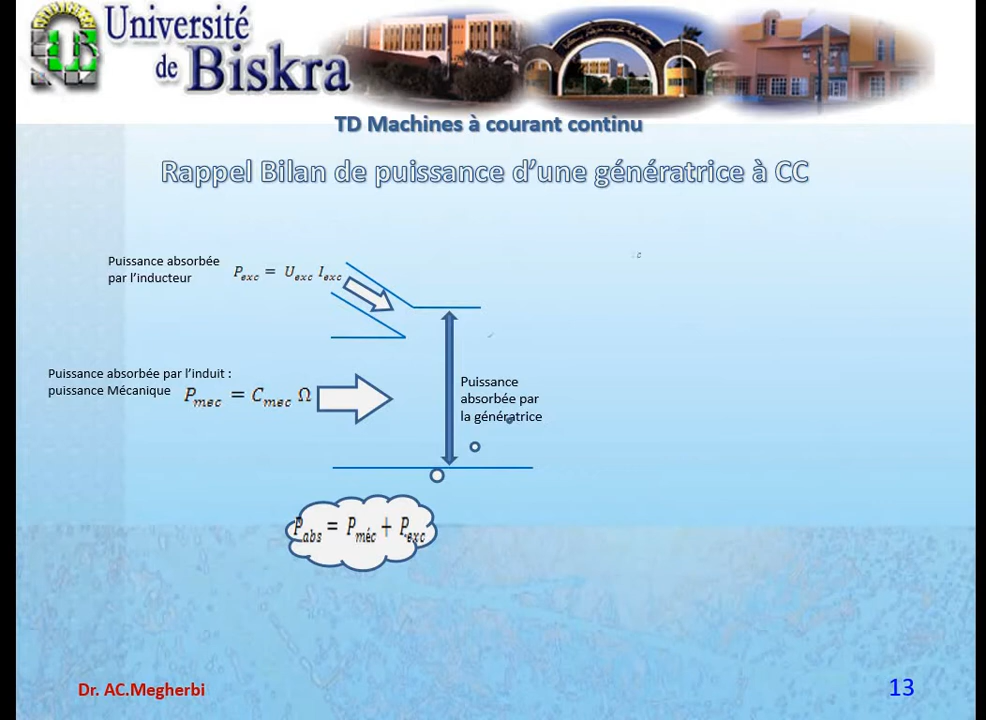 Université
de Biskra
TD Machines à courant continu
Rappel Bilan de puissance d’une génératrice à CC
Puissance absorbée
par l’inducteur
P_exc = U_exc I_exc
Puissance absorbée par l’induit :
puissance Mécanique
P_mec = C_mec Ω
Puissance
absorbée par
la génératrice
P_abs = P_méc + P_exc
Dr. AC.Megherbi
13